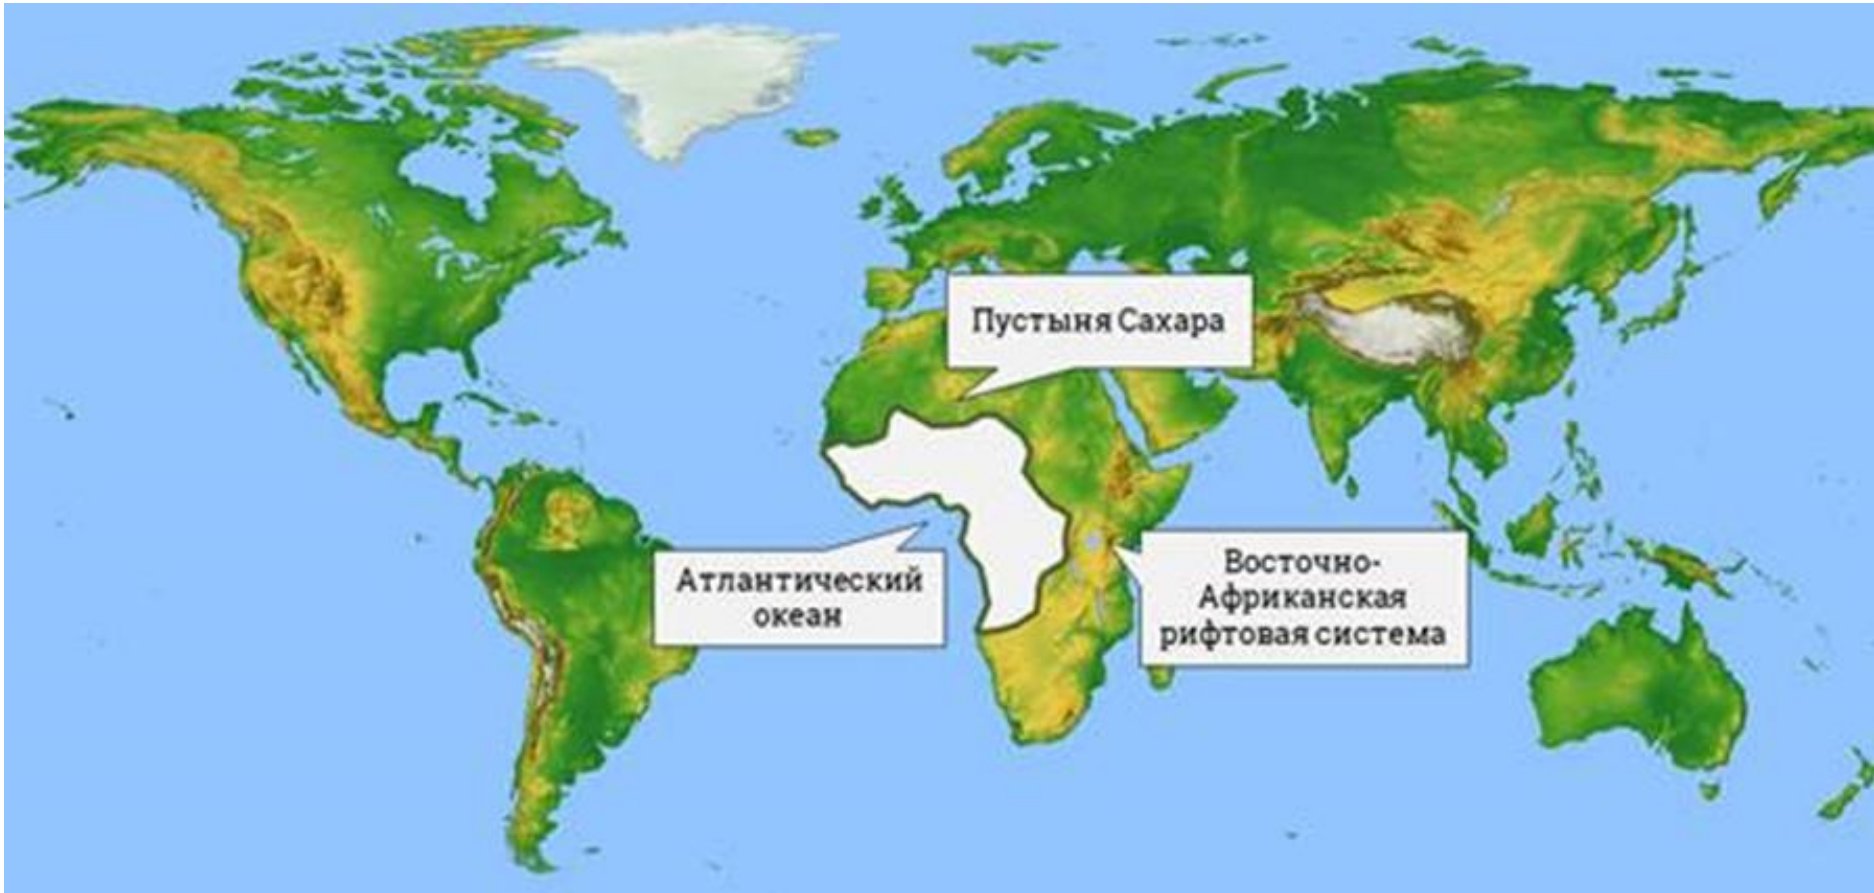 Пустыня Сахара
Атлантический
океан
Восточно-
Африканская
рифтовая система